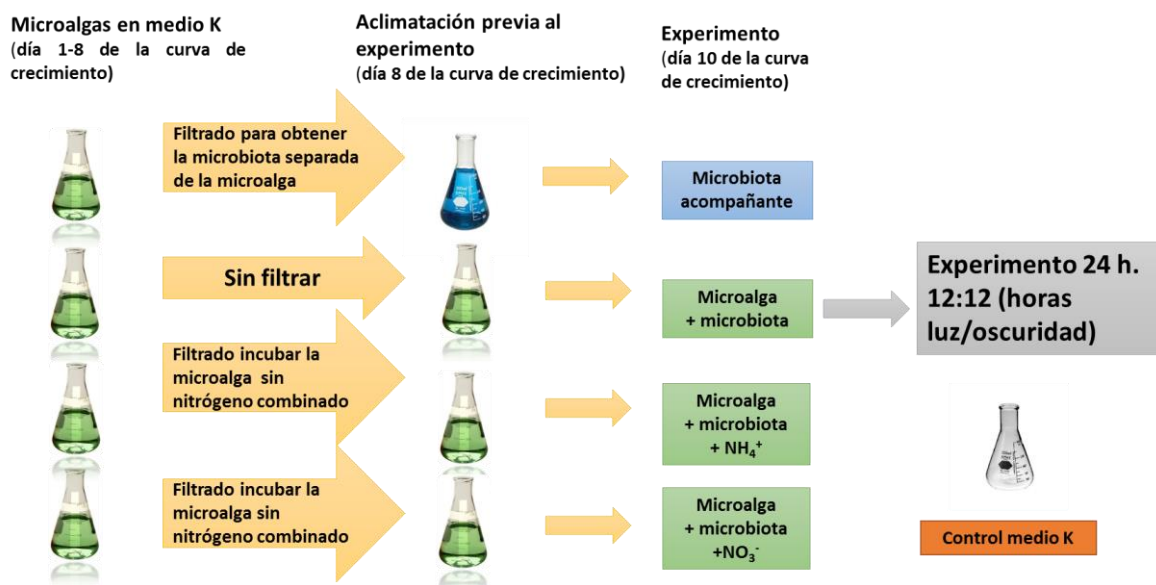 Microalgas en medio K
(día 1-8 de la curva de
crecimiento)
Aclimatación previa al
experimento
(día 8 de la curva de crecimiento)
Experimento
(día 10 de la curva
de crecimiento)
Filtrado para obtener
la microbiota separada
de la microalga
Microbiota
acompañante
Sin filtrar
Microalga
+ microbiota
Experimento 24 h.
12:12 (horas
luz/oscuridad)
Filtrado incubar la
microalga sin
nitrógeno combinado
Microalga
+ microbiota
+ NH₄⁺
Filtrado incubar la
microalga sin
nitrógeno combinado
Microalga
+ microbiota
+NO₃⁻
Control medio K